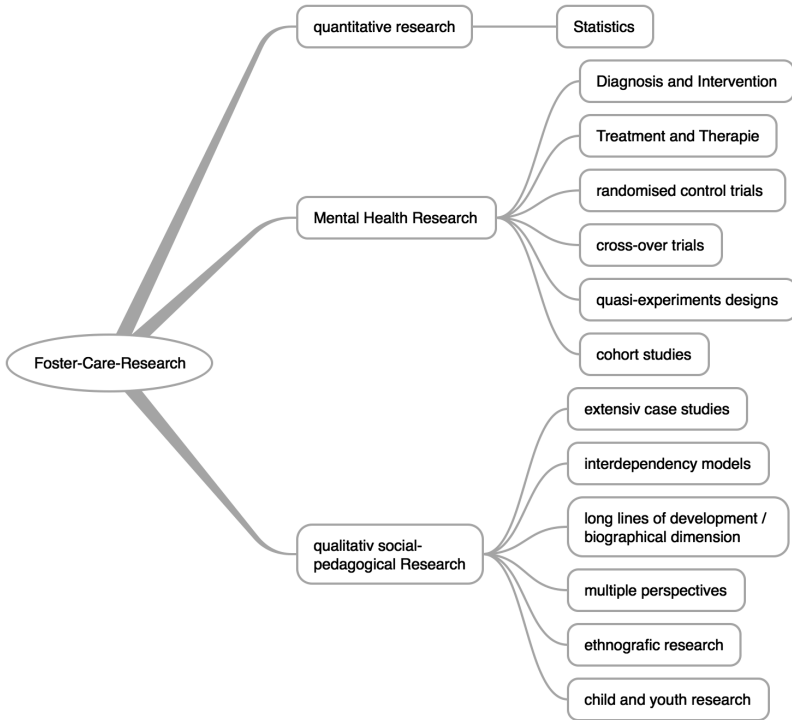 quantitative research
Statistics
Diagnosis and Intervention
Treatment and Therapie
randomised control trials
Mental Health Research
cross-over trials
quasi-experiments designs
cohort studies
Foster-Care-Research
extensiv case studies
interdependency models
long lines of development /
biographical dimension
qualitativ social-
pedagogical Research
multiple perspectives
ethnografic research
child and youth research